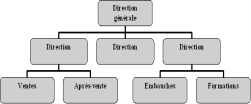 Direction
générale
Direction
Direction
Direction
Ventes
Après-vente
Embauches
Formations